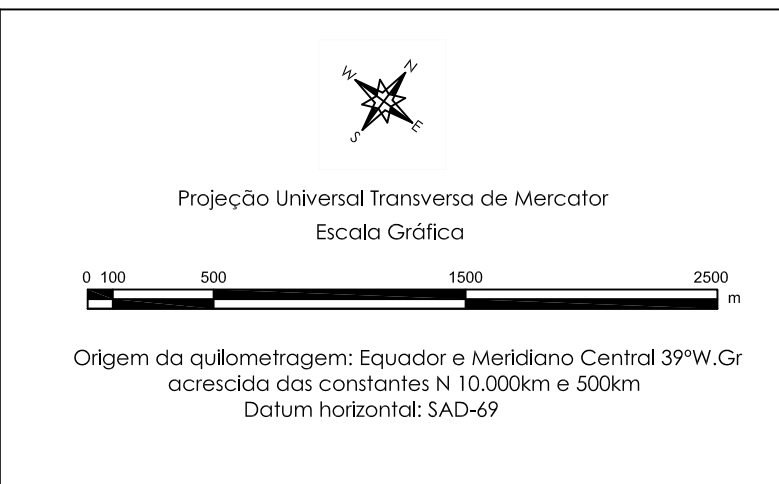 W N
S E
Projeção Universal Transversa de Mercator
Escala Gráfica
0 100 500 1500 2500
m
Origem da quilometragem: Equador e Meridiano Central 39ºW.Gr
acrescida das constantes N 10.000km e 500km
Datum horizontal: SAD-69